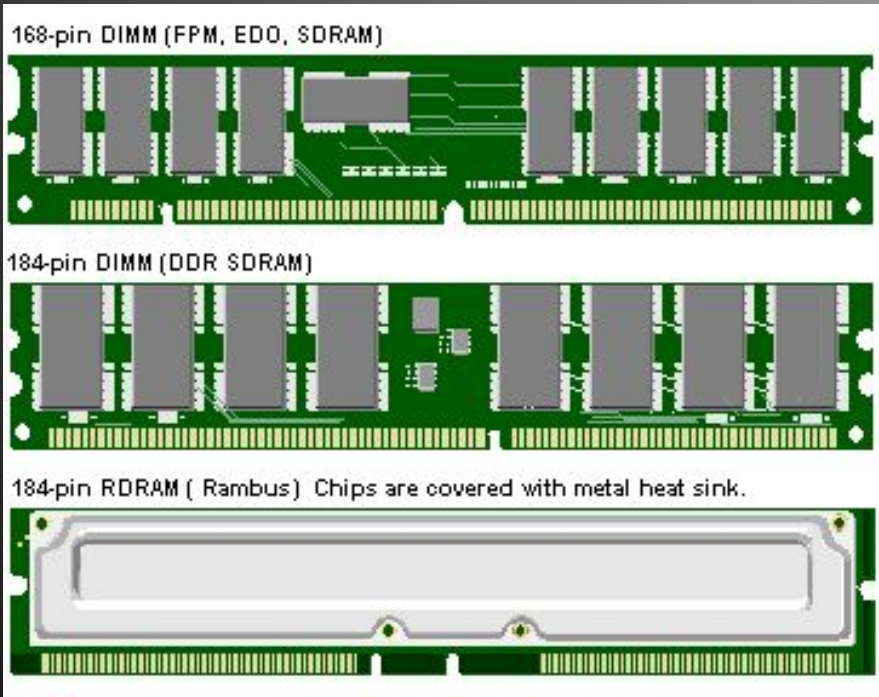 168-pin DIMM (FPM, EDO, SDRAM)
184-pin DIMM (DDR SDRAM)
184-pin RDRAM ( Rambus) Chips are covered with metal heat sink.